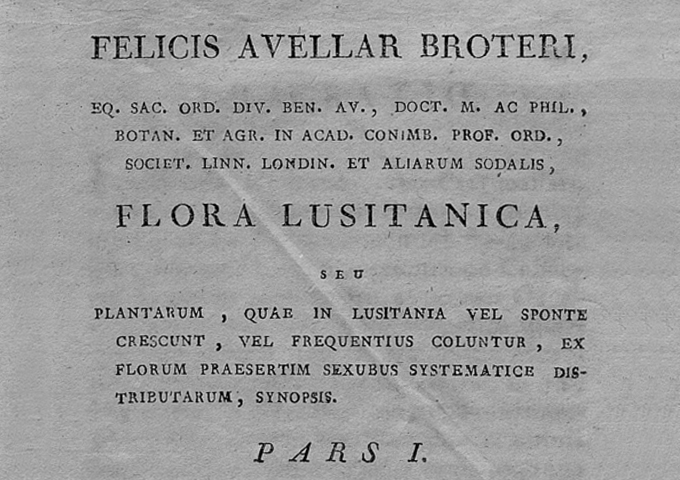 FELICIS AVELLAR BROTERI,
EQ. SAC. ORD. DIV. BEN. AV., DOCT. M. AC PHIL.,
BOTAN. ET AGR. IN ACAD. CONIMB. PROF. ORD.,
SOCIET. LINN. LONDIN. ET ALIARUM SODALIS,
FLORA LUSITANICA,
SEU
PLANTARUM , QUAE IN LUSITANIA VEL SPONTE
CRESCUNT , VEL FREQUENTIUS COLUNTUR , EX
FLORUM PRAESERTIM SEXUBUS SYSTEMATICE DIS-
TRIBUTARUM, SYNOPSIS.
PARS I.